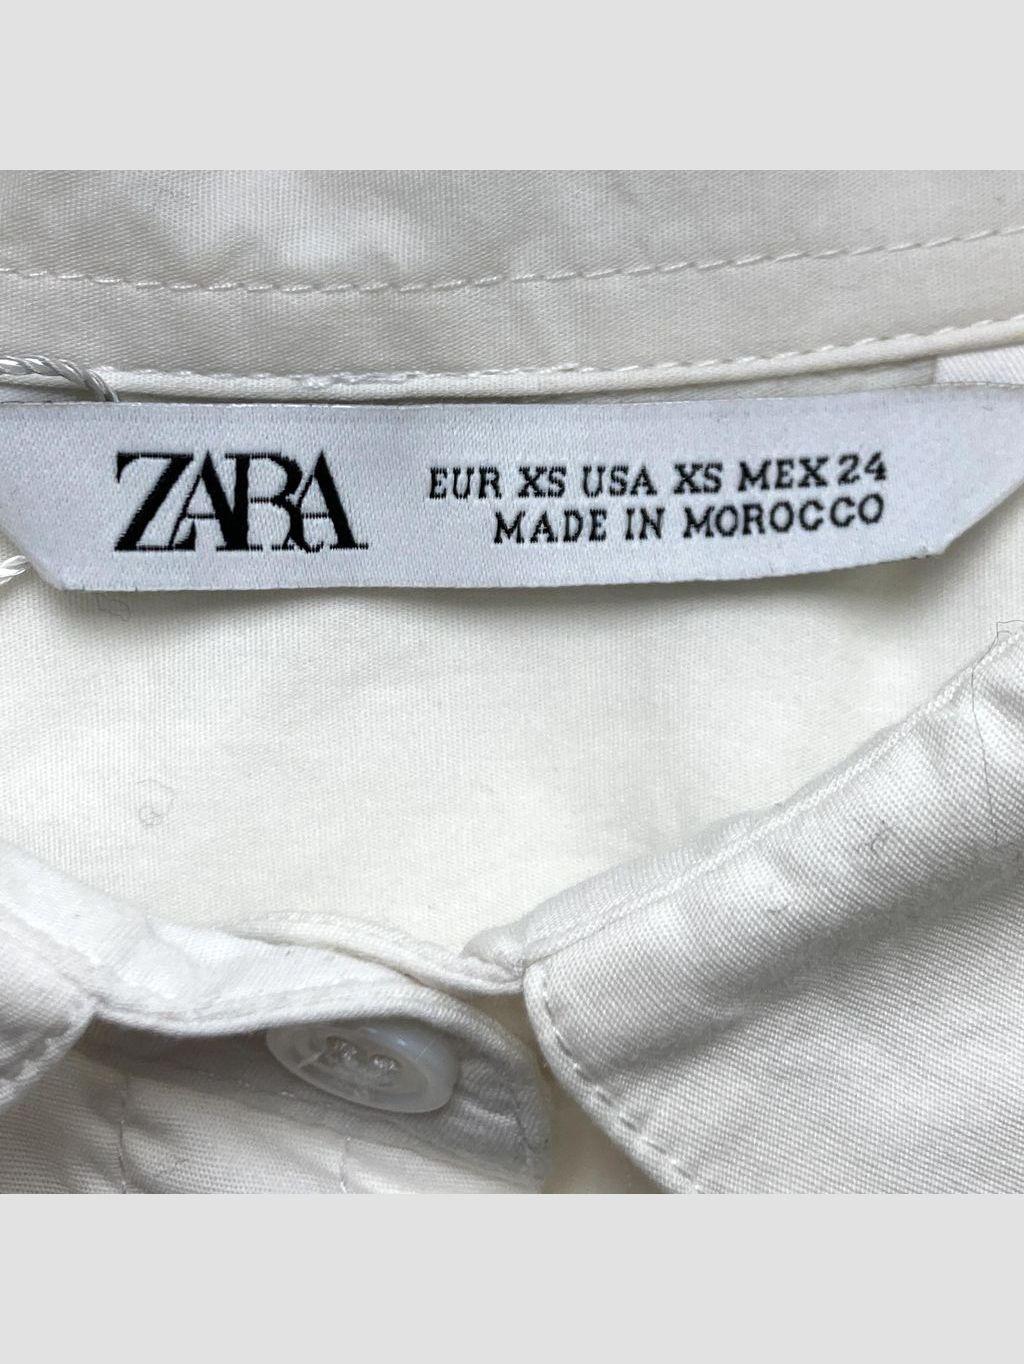 ZARA
EUR XS USA XS MEX 24
MADE IN MOROCCO